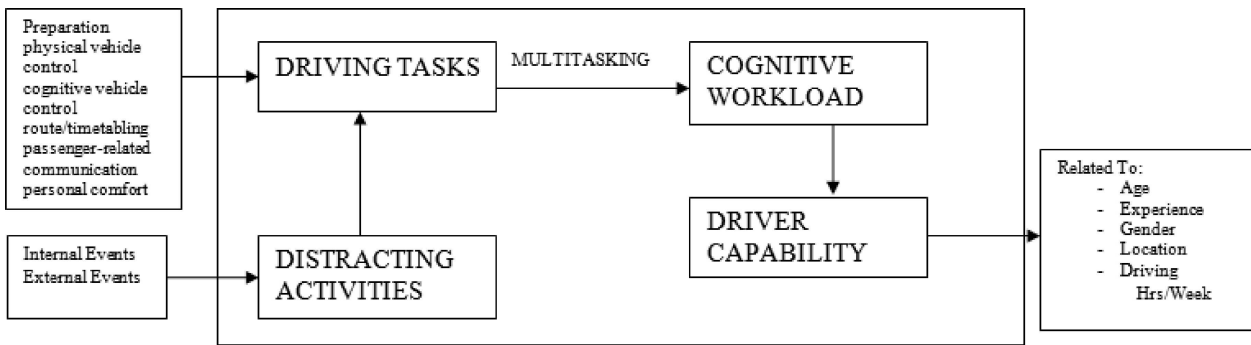 Preparation
physical vehicle
control
cognitive vehicle
control
route/timetabling
passenger-related
communication
personal comfort
Internal Events
External Events
DRIVING TASKS
DISTRACTING
ACTIVITIES
MULTITASKING
COGNITIVE
WORKLOAD
DRIVER
CAPABILITY
Related To:
- Age
- Experience
- Gender
- Location
- Driving
Hrs/Week